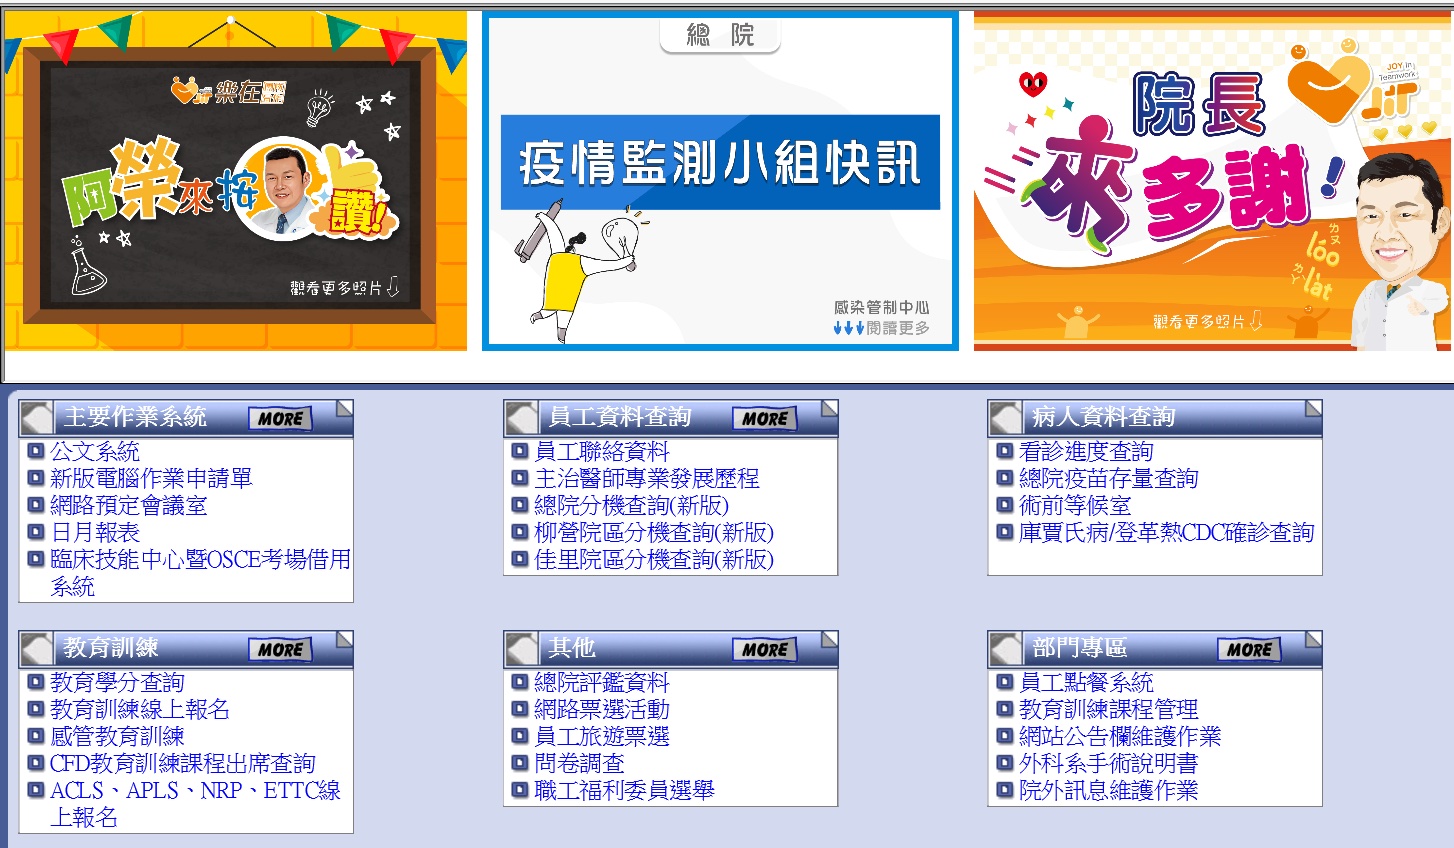 樂在
阿榮來按
讚!
觀看更多照片
總 院
疫情監測小組快訊
感染管制中心
閱讀更多
JOY in
Teamwork
院長
來多謝!
ㄌㄡ
lóo
ㄌㄚ
la̍t
觀看更多照片
主要作業系統 MORE
公文系統
新版電腦作業申請單
網路預定會議室
日月報表
臨床技能中心暨OSCE考場借用
系統
員工資料查詢 MORE
員工聯絡資料
主治醫師專業發展歷程
總院分機查詢(新版)
柳營院區分機查詢(新版)
佳里院區分機查詢(新版)
病人資料查詢
看診進度查詢
總院疫苗存量查詢
術前等候室
庫賈氏病/登革熱CDC確診查詢
教育訓練 MORE
教育學分查詢
教育訓練線上報名
感管教育訓練
CFD教育訓練課程出席查詢
ACLS、APLS、NRP、ETTC線
上報名
其他 MORE
總院評鑑資料
網路票選活動
員工旅遊票選
問卷調查
職工福利委員選舉
部門專區 MORE
員工點餐系統
教育訓練課程管理
網站公告欄維護作業
外科系手術說明書
院外訊息維護作業